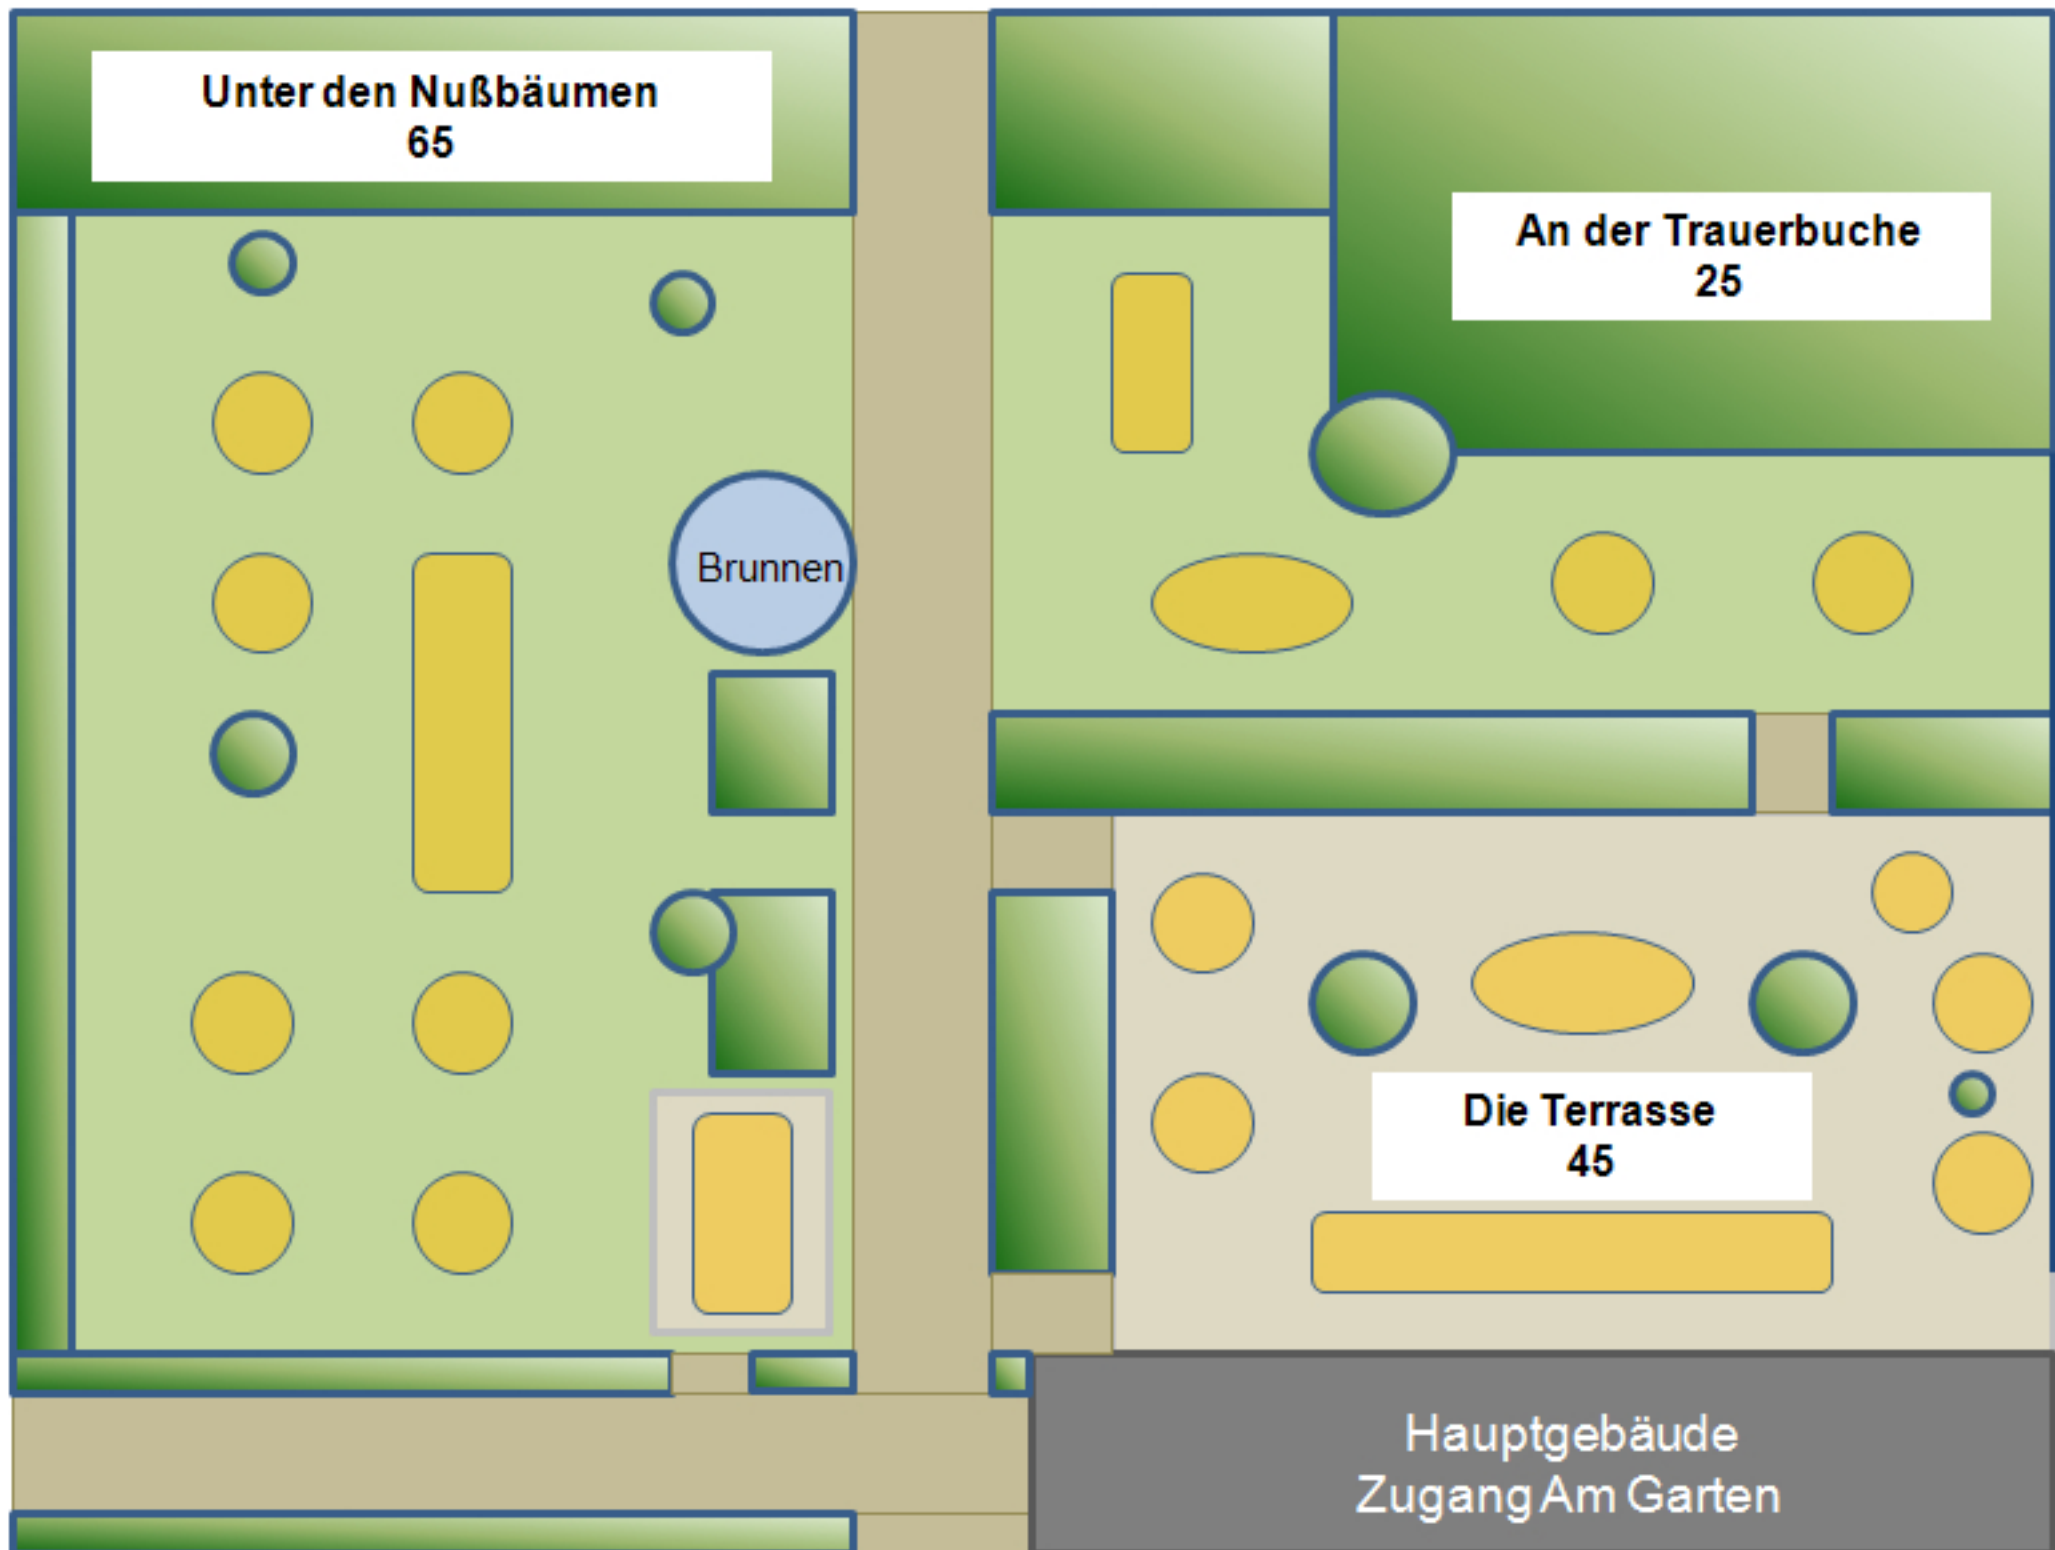 Unter den Nußbäumen
65
An der Trauerbuche
25
Brunnen
Die Terrasse
45
Hauptgebäude
Zugang Am Garten